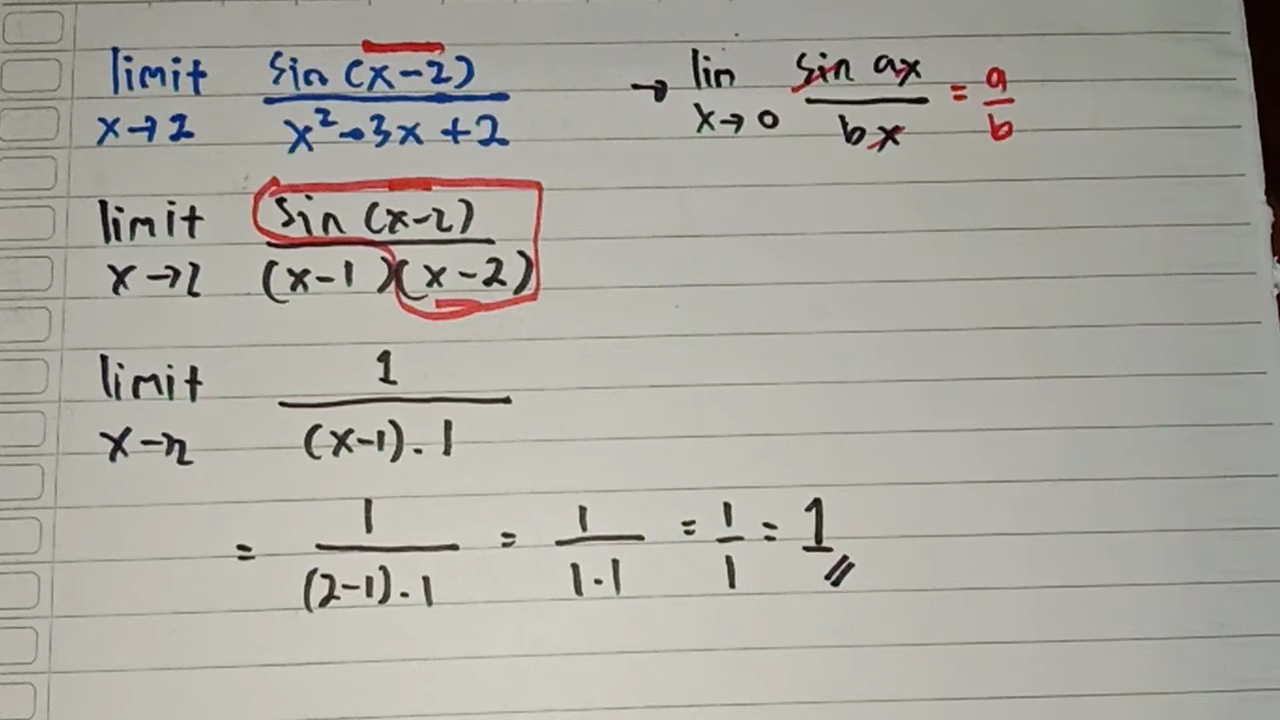 limit x→2 sin(x-2) / x²-3x+2 → lim x→0 sin ax / bx = a/b
limit x→2 sin(x-2) / (x-1)(x-2)
limit x→2 1 / (x-1).1
= 1 / (2-1).1 = 1 / 1.1 = 1/1 = 1